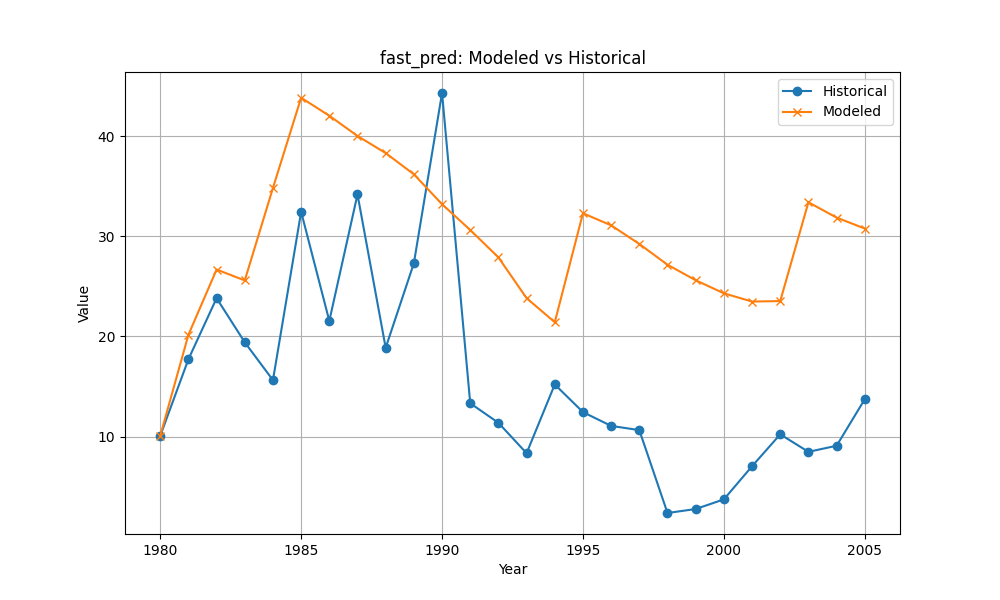 fast_pred: Modeled vs Historical
Historical
Modeled
Value
40
30
20
10
1980 1985 1990 1995 2000 2005
Year